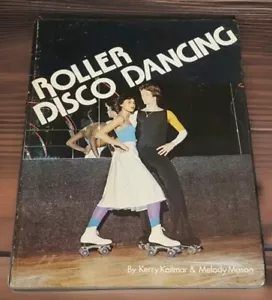 ROLLER
DISCO DANCING
By Kerry Kollmar & Melody Mason